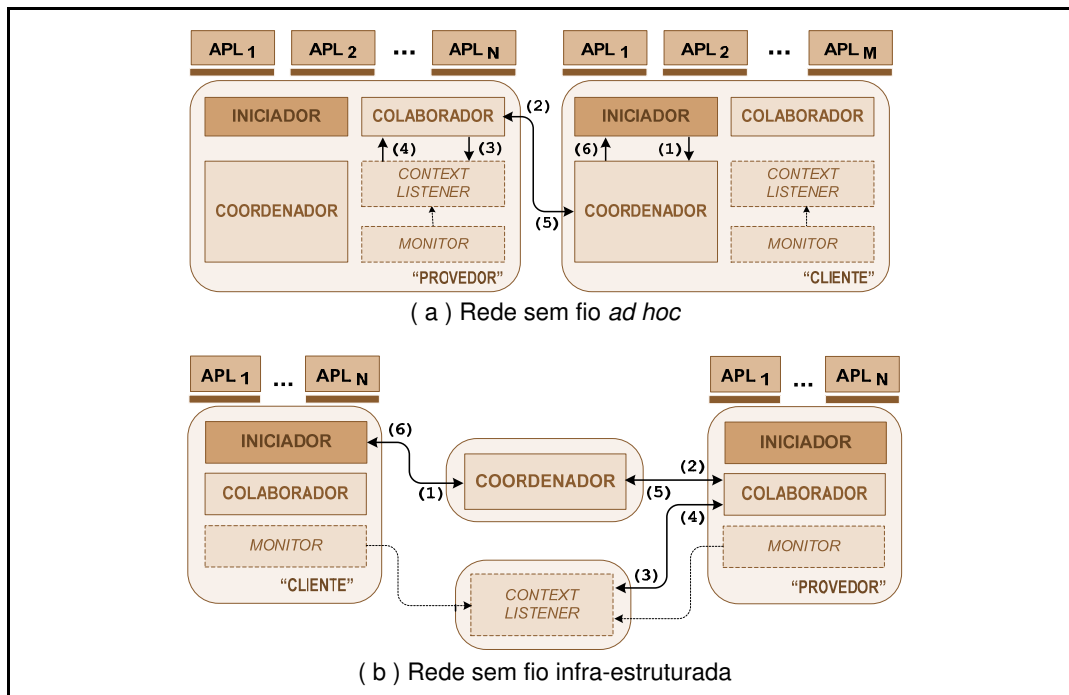 APL 1 APL 2 ... APL N APL 1 APL 2 ... APL M
INICIADOR COLABORADOR (2) INICIADOR COLABORADOR
(4) (3) (6) (1)
COORDENADOR CONTEXT LISTENER (5) COORDENADOR CONTEXT LISTENER
MONITOR MONITOR
“PROVEDOR” “CLIENTE”
( a ) Rede sem fio ad hoc
APL 1 ... APL N APL 1 ... APL N
INICIADOR (6) INICIADOR
(1) COORDENADOR (2)
COLABORADOR (5) COLABORADOR
(4)
MONITOR MONITOR
“CLIENTE” (3) “PROVEDOR”
CONTEXT
LISTENER
( b ) Rede sem fio infra-estruturada